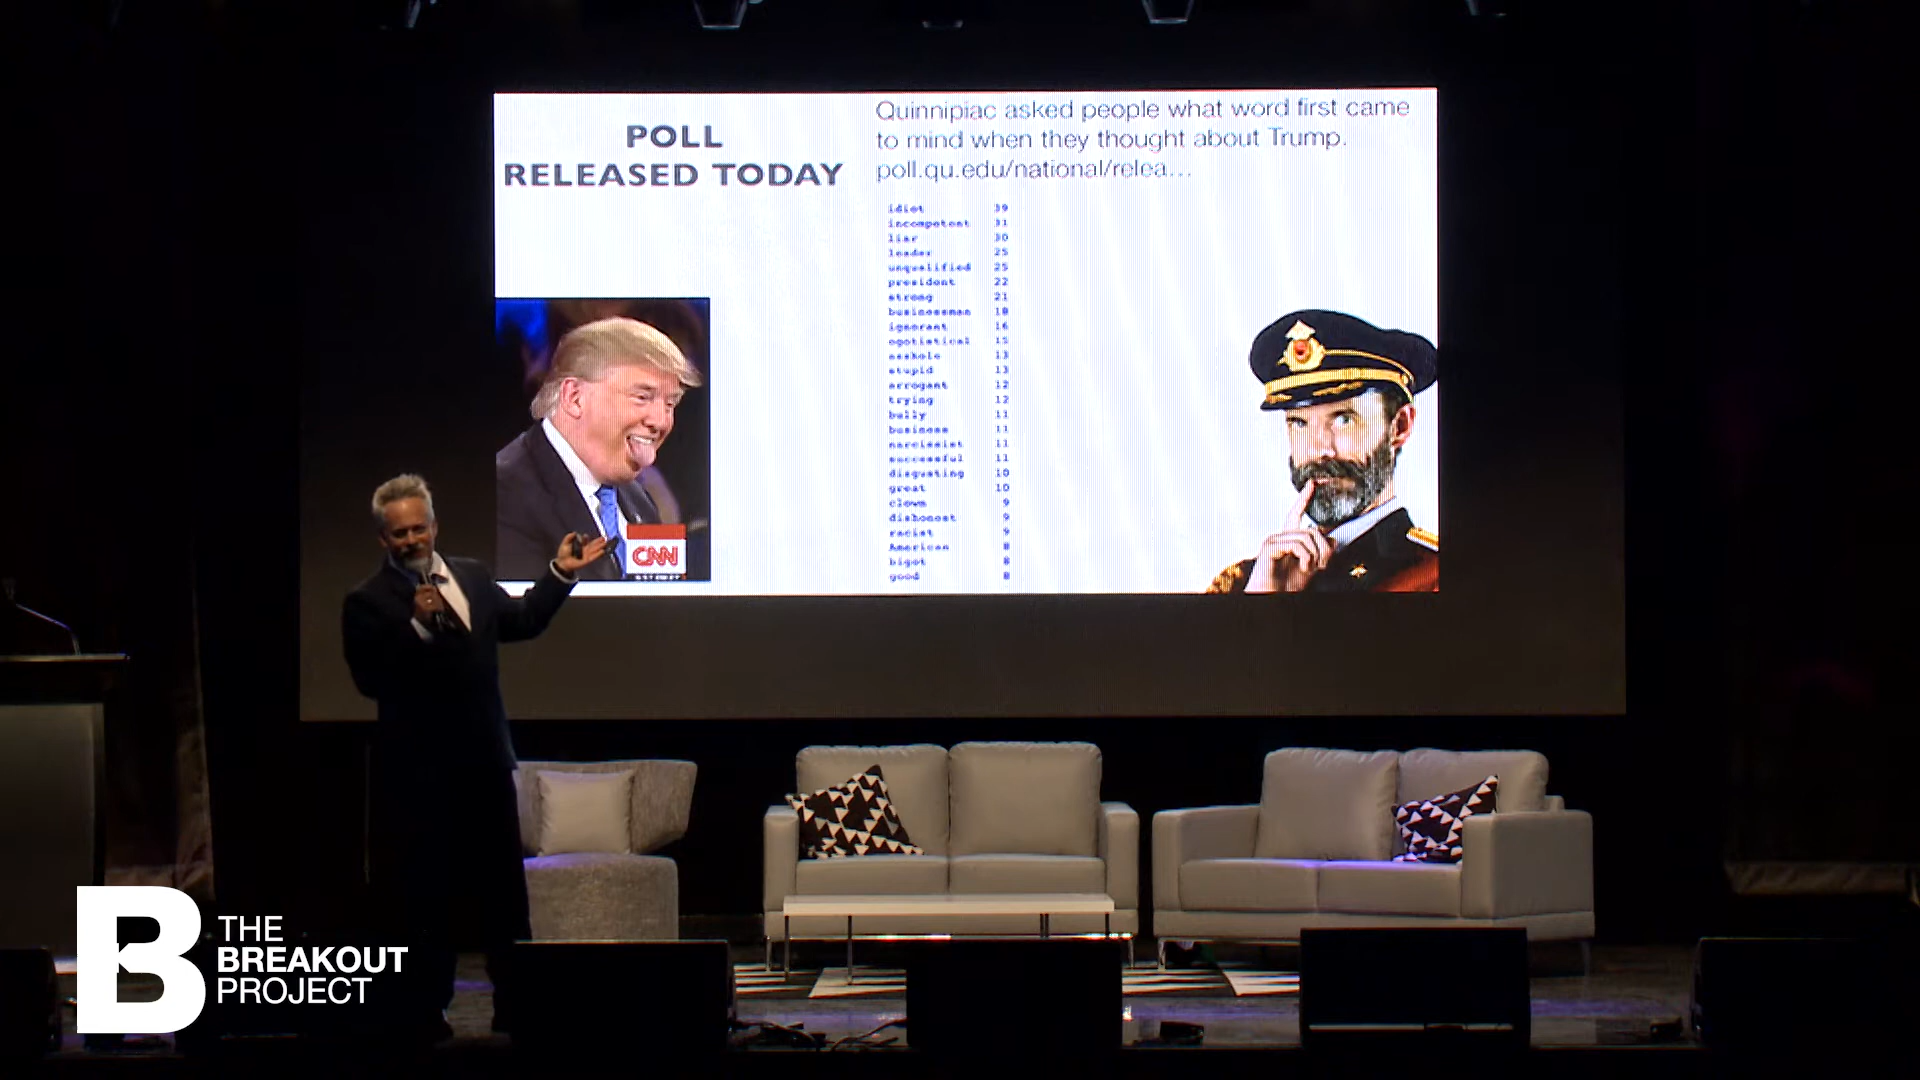 POLL
RELEASED TODAY
Quinnipiac asked people what word first came
to mind when they thought about Trump.
poll.qu.edu/national/relea...
idiot 39
incompetent 31
liar 30
leader 25
unqualified 25
president 22
strong 21
businessman 18
ignorant 16
egotistical 15
asshole 13
stupid 13
arrogant 12
trying 12
bully 11
business 11
narcissist 11
successful 11
disgusting 10
great 10
clown 9
dishonest 9
racist 9
American 8
bigot 8
good 8
CNN
B
THE
BREAKOUT
PROJECT